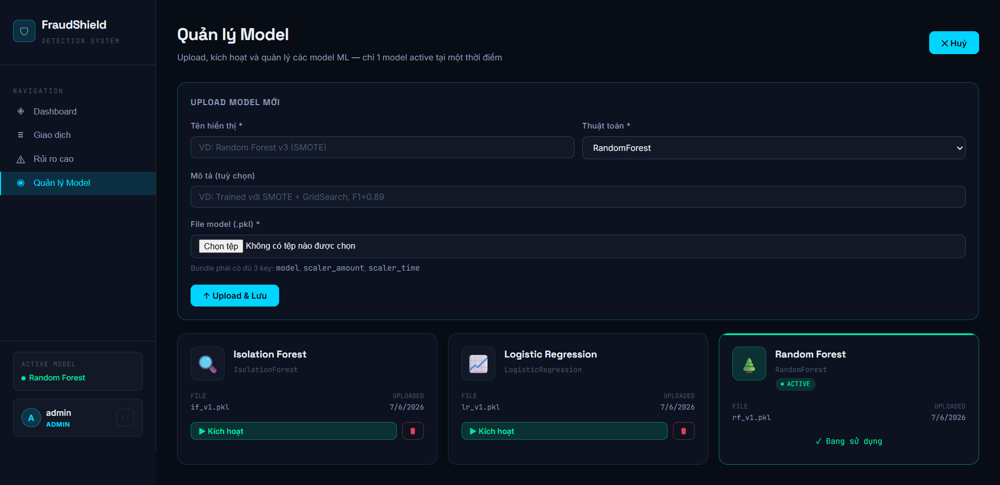 FraudShield
DETECTION SYSTEM
NAVIGATION
Dashboard
Giao dịch
Rủi ro cao
Quản lý Model
ACTIVE MODEL
Random Forest
A
admin
ADMIN
Quản lý Model
Upload, kích hoạt và quản lý các model ML — chỉ 1 model active tại một thời điểm
✕ Huỷ
UPLOAD MODEL MỚI
Tên hiển thị *
VD: Random Forest v3 (SMOTE)
Thuật toán *
RandomForest
Mô tả (tuỳ chọn)
VD: Trained với SMOTE + GridSearch, F1=0.89
File model (.pkl) *
Chọn tệp Không có tệp nào được chọn
Bundle phải có đủ 3 key: model, scaler_amount, scaler_time
↑ Upload & Lưu
Isolation Forest
IsolationForest
FILE UPLOADED
if_v1.pkl 7/6/2026
▶ Kích hoạt
Logistic Regression
LogisticRegression
FILE UPLOADED
lr_v1.pkl 7/6/2026
▶ Kích hoạt
Random Forest
RandomForest
● ACTIVE
FILE UPLOADED
rf_v1.pkl 7/6/2026
✓ Đang sử dụng